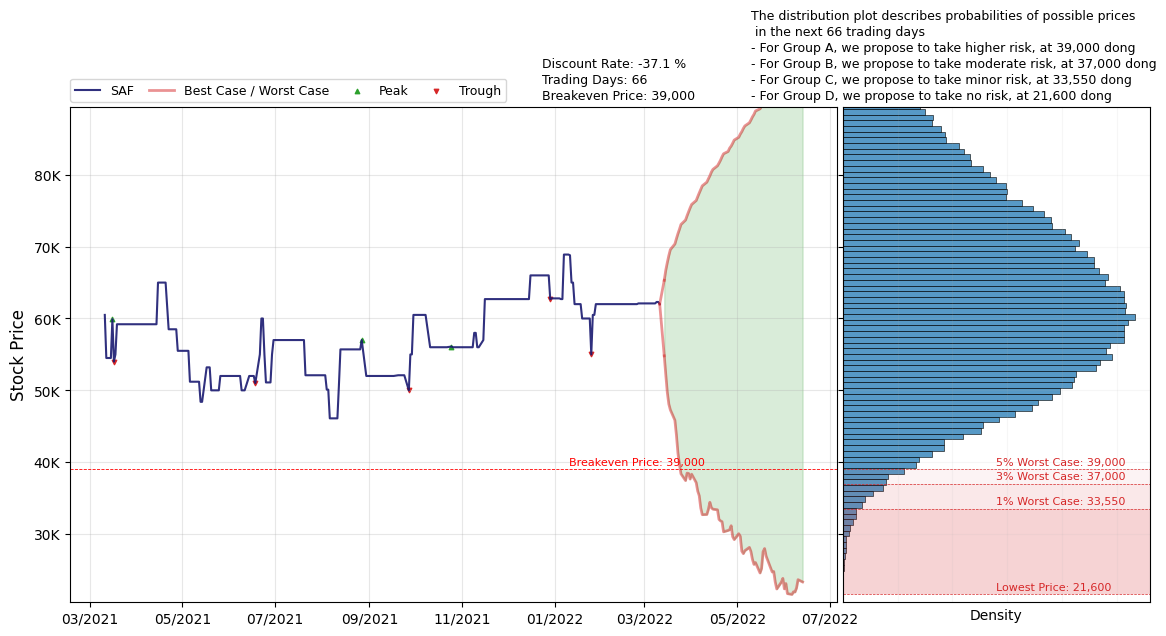 The distribution plot describes probabilities of possible prices
in the next 66 trading days
- For Group A, we propose to take higher risk, at 39,000 dong
- For Group B, we propose to take moderate risk, at 37,000 dong
- For Group C, we propose to take minor risk, at 33,550 dong
- For Group D, we propose to take no risk, at 21,600 dong
Discount Rate: -37.1 %
Trading Days: 66
Breakeven Price: 39,000
SAF
Best Case / Worst Case
Peak
Trough
Stock Price
80K
70K
60K
50K
40K
30K
Breakeven Price: 39,000
5% Worst Case: 39,000
3% Worst Case: 37,000
1% Worst Case: 33,550
Lowest Price: 21,600
03/2021
05/2021
07/2021
09/2021
11/2021
01/2022
03/2022
05/2022
07/2022
Density